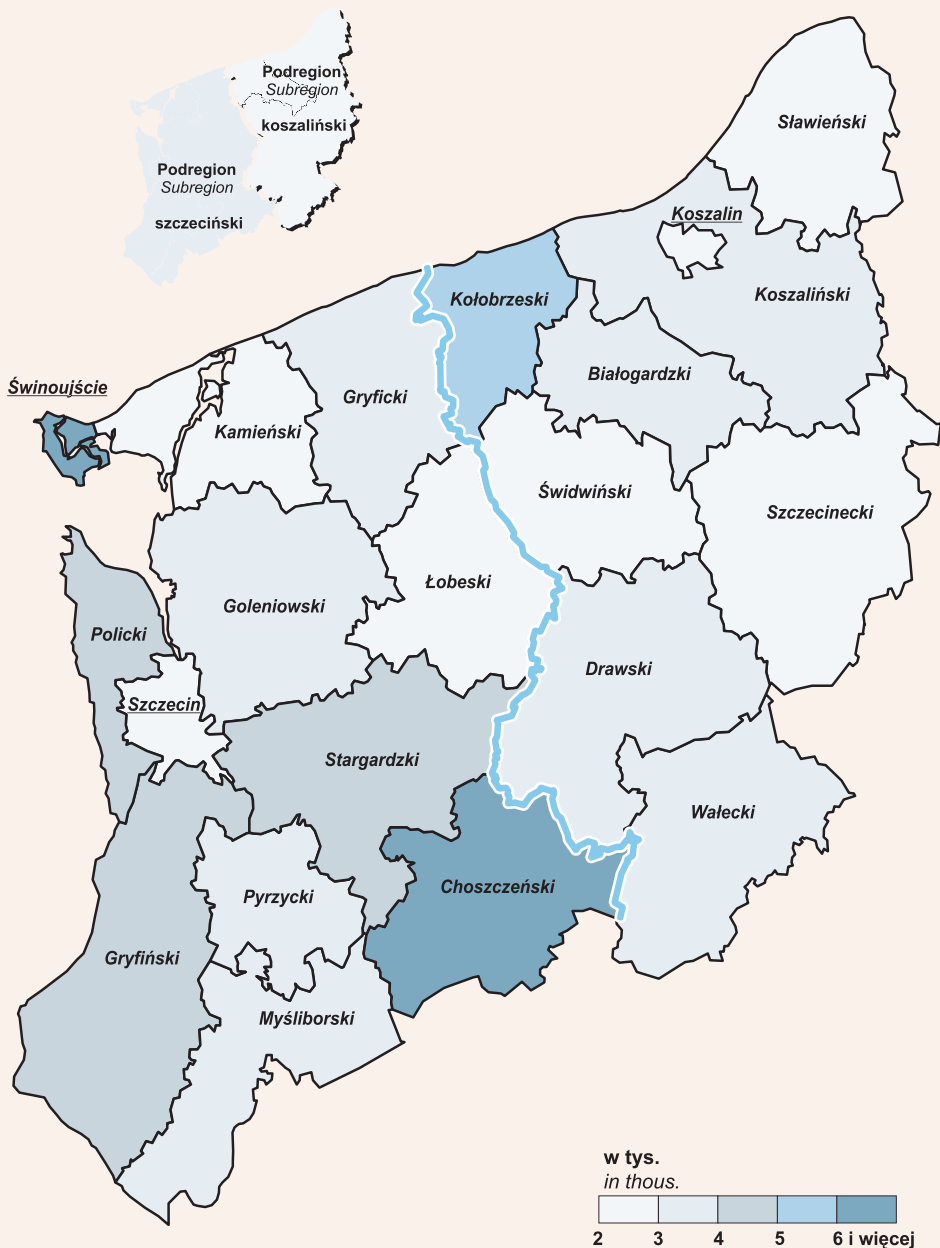 Podregion
Subregion
koszaliński
Podregion
Subregion
szczeciński
Sławieński
Koszalin
Koszaliński
Kołobrzeski
Białogardzki
Gryficki
Świnoujście
Kamieński
Świdwiński
Szczecinecki
Goleniowski
Łobeski
Policki
Drawski
Szczecin
Stargardzki
Wałecki
Choszczeński
Pyrzycki
Gryfiński
Myśliborski
w tys.
in thous.
2 3 4 5 6 i więcej